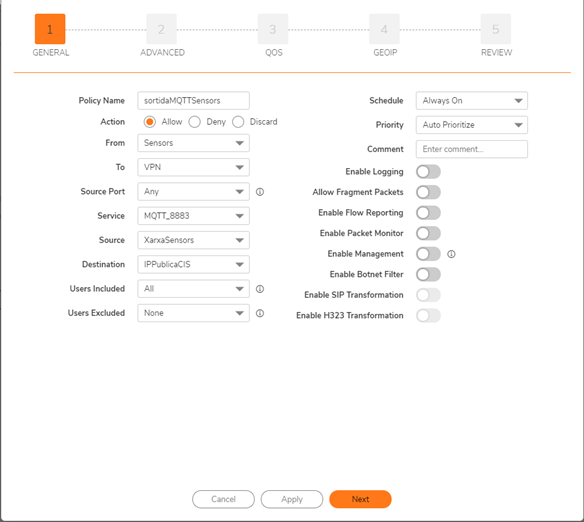 1 2 3 4 5
GENERAL ADVANCED QOS GEOIP REVIEW
Policy Name sortidaMQTTSensors
Action Allow Deny Discard
From Sensors
To VPN
Source Port Any
Service MQTT_8883
Source XarxaSensors
Destination IPPublicaCIS
Users Included All
Users Excluded None
Schedule Always On
Priority Auto Prioritize
Comment Enter comment...
Enable Logging
Allow Fragment Packets
Enable Flow Reporting
Enable Packet Monitor
Enable Management
Enable Botnet Filter
Enable SIP Transformation
Enable H323 Transformation
Cancel Apply Next